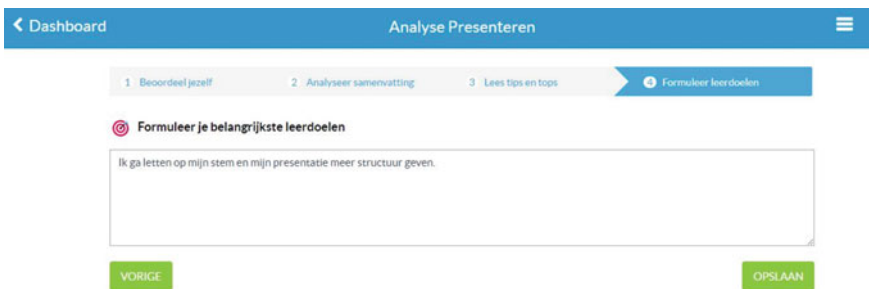 Dashboard
Analyse Presenteren
1 Beoordeel jezelf
2 Analyseer samenvatting
3 Lees tips en tops
4 Formuleer leerdoelen
Formuleer je belangrijkste leerdoelen
Ik ga letten op mijn stem en mijn presentatie meer structuur geven.
VORIGE
OPSLAAN